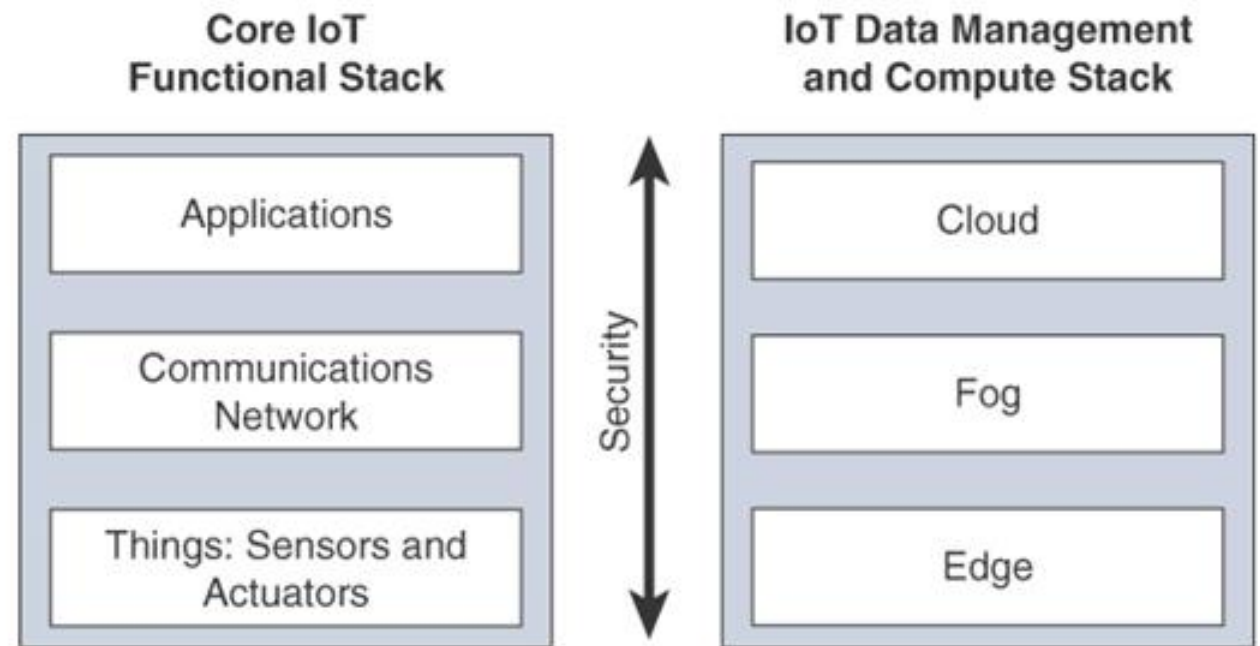 Core IoT
Functional Stack
Applications
Communications
Network
Things: Sensors and
Actuators
Security
IoT Data Management
and Compute Stack
Cloud
Fog
Edge